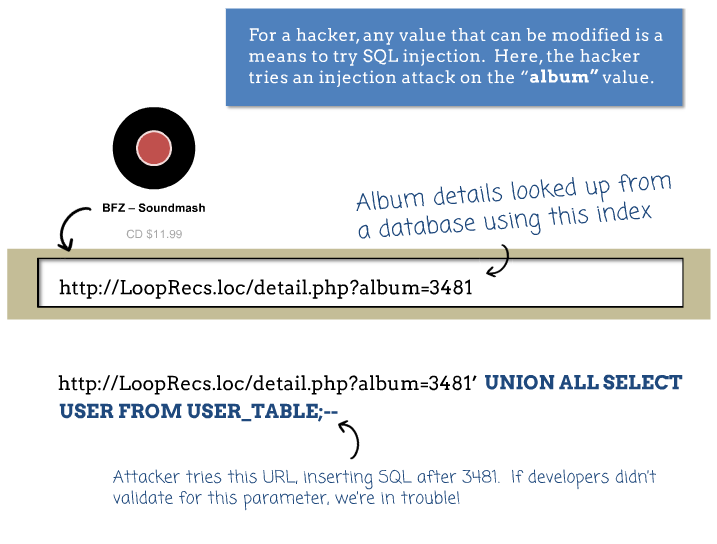 For a hacker, any value that can be modified is a
means to try SQL injection.  Here, the hacker
tries an injection attack on the “album” value.
BFZ – Soundmash
CD $11.99
Album details looked up from
a database using this index
http://LoopRecs.loc/detail.php?album=3481
http://LoopRecs.loc/detail.php?album=3481’ UNION ALL SELECT
USER FROM USER_TABLE;--
Attacker tries this URL, inserting SQL after 3481.  If developers didn’t
validate for this parameter, we’re in trouble!